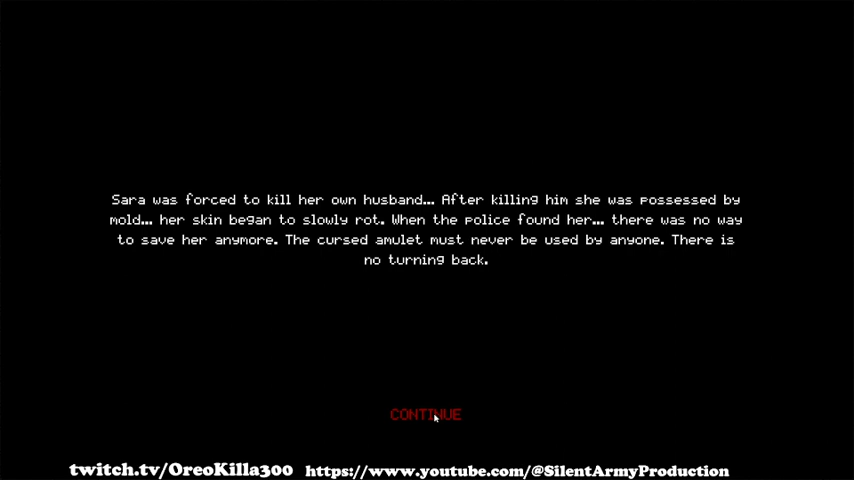 Sara was forced to kill her own husband... After killing him she was possessed by
mold... her skin began to slowly rot. When the police found her... there was no way
to save her anymore. The cursed amulet must never be used by anyone. There is
no turning back.
CONTINUE
twitch.tv/OreoKilla300 https://www.youtube.com/@SilentArmyProduction